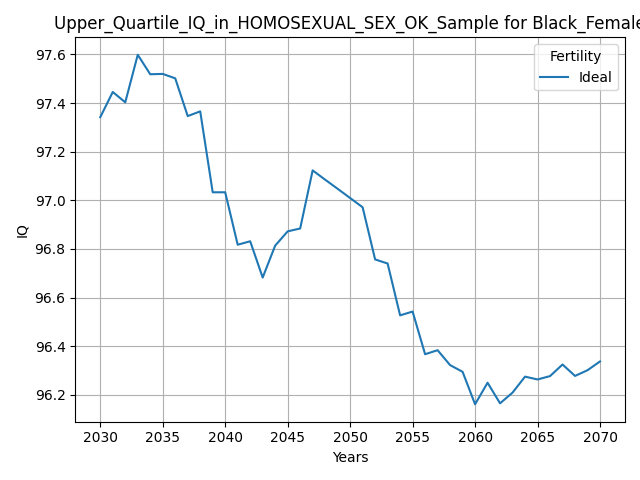 Upper_Quartile_IQ_in_HOMOSEXUAL_SEX_OK_Sample for Black_Female
Fertility
Ideal
97.6
97.4
97.2
97.0
96.8
96.6
96.4
96.2
IQ
2030 2035 2040 2045 2050 2055 2060 2065 2070
Years